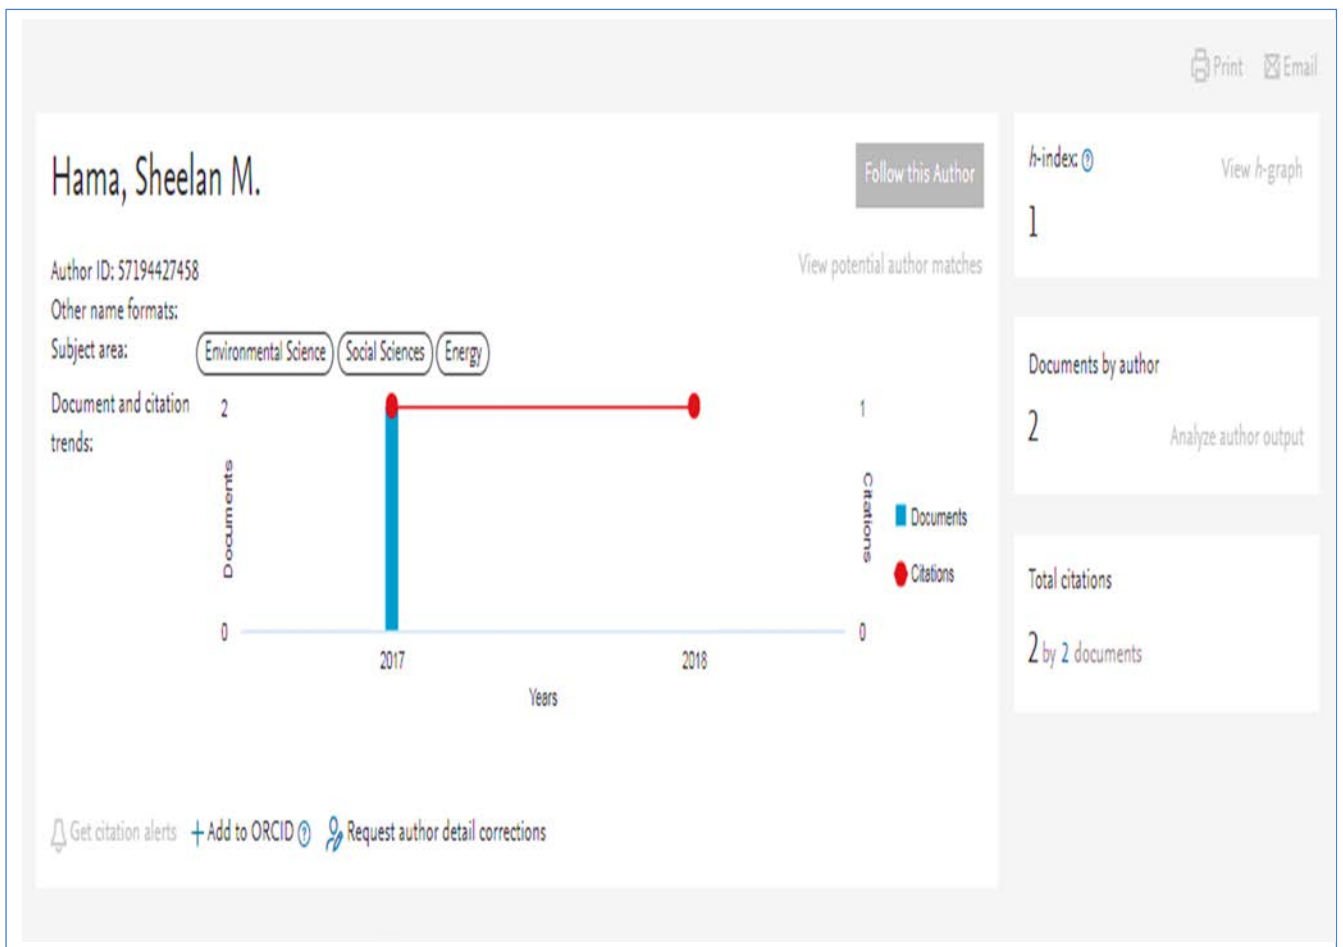 Print Email
Hama, Sheelan M.
Follow this Author
Author ID: 57194427458
View potential author matches
Other name formats:
Subject area: Environmental Science Social Sciences Energy
Document and citation
trends:
2
1
Documents
Citations
Documents
Citations
0
0
2017 2018
Years
Get citation alerts Add to ORCID Request author detail corrections
h-index:
View h-graph
1
Documents by author
2
Analyze author output
Total citations
2 by 2 documents